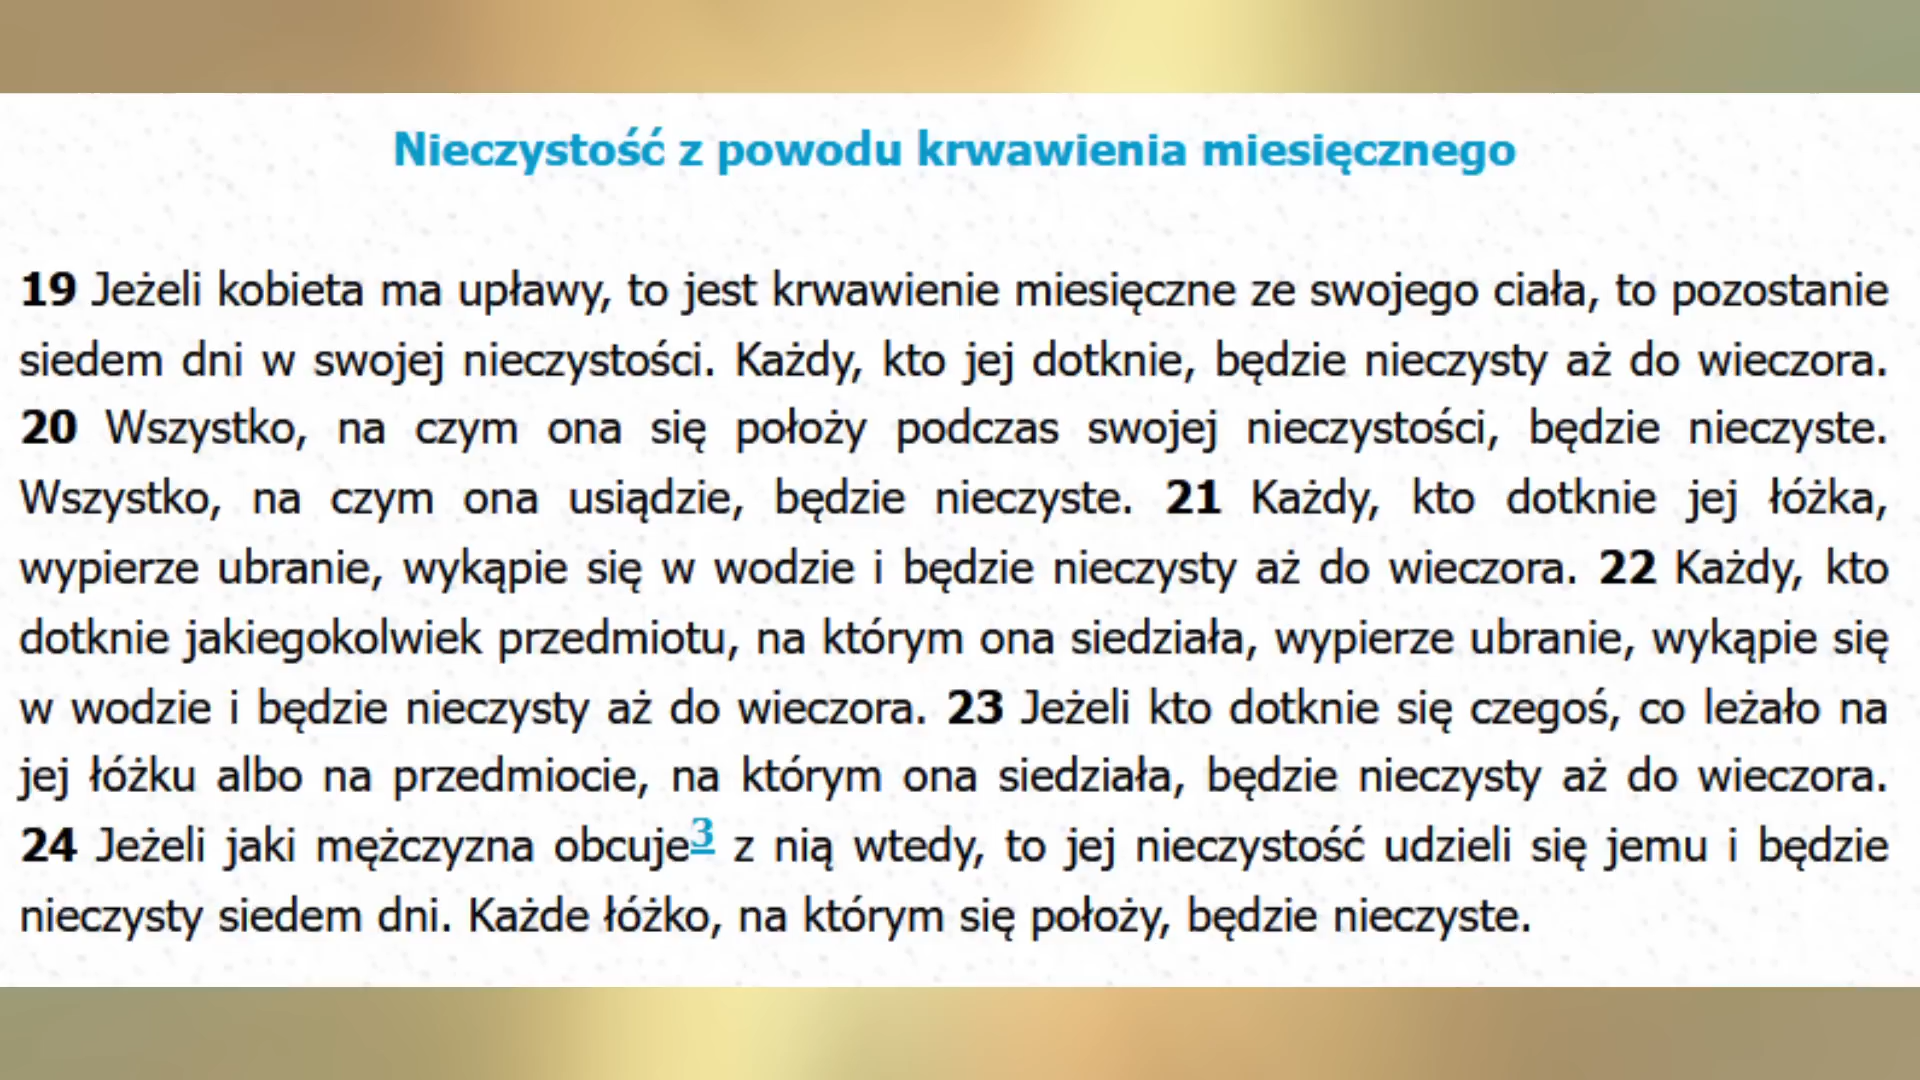 Nieczystość z powodu krwawienia miesięcznego
19 Jeżeli kobieta ma upławy, to jest krwawienie miesięczne ze swojego ciała, to pozostanie
siedem dni w swojej nieczystości. Każdy, kto jej dotknie, będzie nieczysty aż do wieczora.
20 Wszystko, na czym ona się położy podczas swojej nieczystości, będzie nieczyste.
Wszystko, na czym ona usiądzie, będzie nieczyste. 21 Każdy, kto dotknie jej łóżka,
wypierze ubranie, wykąpie się w wodzie i będzie nieczysty aż do wieczora. 22 Każdy, kto
dotknie jakiegokolwiek przedmiotu, na którym ona siedziała, wypierze ubranie, wykąpie się
w wodzie i będzie nieczysty aż do wieczora. 23 Jeżeli kto dotknie się czegoś, co leżało na
jej łóżku albo na przedmiocie, na którym ona siedziała, będzie nieczysty aż do wieczora.
24 Jeżeli jaki mężczyzna obcuje3 z nią wtedy, to jej nieczystość udzieli się jemu i będzie
nieczysty siedem dni. Każde łóżko, na którym się położy, będzie nieczyste.